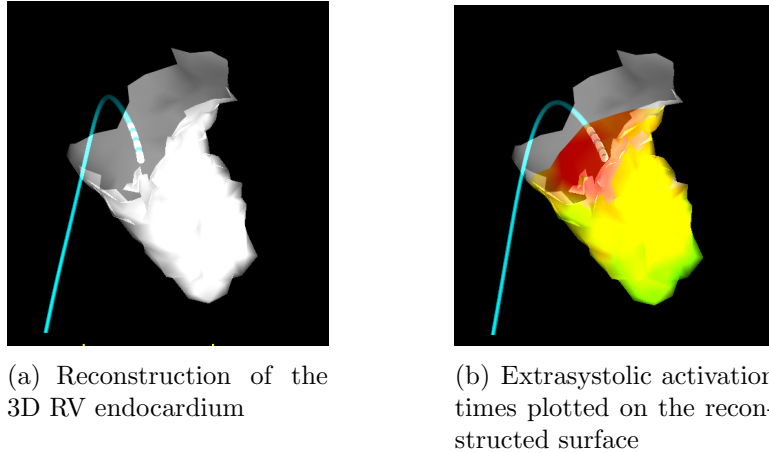 (a) Reconstruction of the
3D RV endocardium
(b) Extrasystolic activation
times plotted on the recon-
structed surface